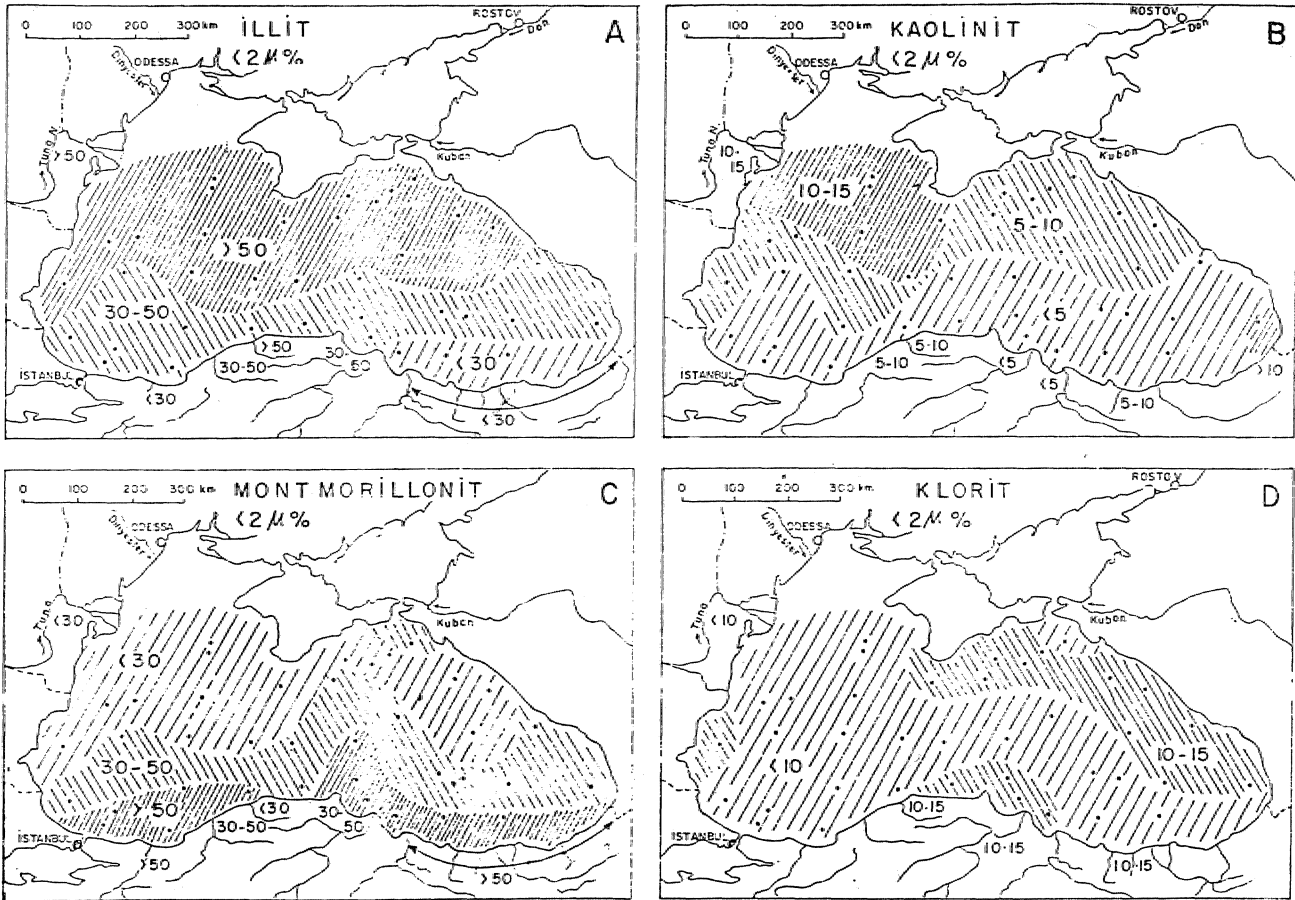 0 100 200 300 km
İLLİT
<2 µ %
A
ROSTOV
Don
Dinyester
ODESSA
Tuna N.
>50
Kuban
>50
30-50
<30
>50
30-50
30-50
<30
<30
İSTANBUL
0 100 200 300 km
KAOLİNİT
<2 µ %
B
ROSTOV
Don
Dinyester
ODESSA
Tuna N.
10-15
Kuban
10-15
5-10
<5
5-10
5-10
<5
<5
5-10
>10
İSTANBUL
0 100 200 300 km
MONTMORİLLONİT
<2 µ %
C
Dinyester
ODESSA
Tuna
<30
Kuban
<30
30-50
>50
<30
30-50
30-50
>50
>50
İSTANBUL
0 100 200 300 km
KLORİT
<2 µ %
D
ROSTOV
Dinyester
ODESSA
Tuna
<10
Kuban
<10
10-15
10-15
10-15
10-15
İSTANBUL